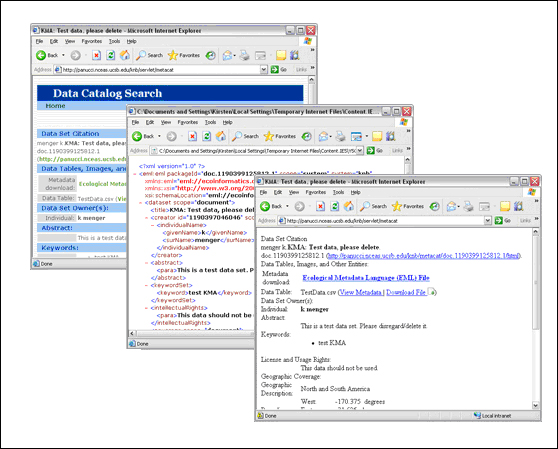 KMA: Test data, please delete - Microsoft Internet Explorer
File Edit View Favorites Tools Help
Back Search Favorites
Address http://panucci.nceas.ucsb.edu/knb/servlet/metacat Go Links
Data Catalog Search
Home
Data Set Citation
menger k KMA: Test data, please
doc.1190399125812.1
(http://panucci.nceas.ucsb.edu
Data Tables, Images, and
Metadata download: Ecological Metad
Data Table: TestData.csv (View
Data Set Owner(s):
Individual: k menger
Abstract:
This is a test data
Keywords:
Done
C:\Documents and Settings\Kirsten\Local Settings\Temporary Internet Files\Content.IE
File Edit View Favorites Tools Help
Back Search Favorites
Address C:\Documents and Settings\Kirsten\Local Settings\Temporary Internet Files\Content.IE5\YSC Go Links
<?xml version="1.0" ?>
- <eml:eml packageId="doc.1190399125812.1" scope="system" system="knb"
xmlns:eml="eml://ecoinformatics.
xmlns:xsi="http://www.w3.org/200
xsi:schemaLocation="eml://ecoinfo
- <dataset scope="document">
<title>KMA: Test data, please dele
- <creator id="1190397046046" scope
- <individualName>
<givenName>k</givenName>
<surName>menger</surName>
</individualName>
</creator>
- <abstract>
<para>This is a test data set. P
</abstract>
- <keywordSet>
<keyword>test KMA</keyword>
</keywordSet>
- <intellectualRights>
<para>This data should not be
</intellectualRights>
Done
KMA: Test data, please delete - Microsoft Internet Explorer
File Edit View Favorites Tools Help
Back Search Favorites
Address http://panucci.nceas.ucsb.edu/knb/servlet/metacat Go Links
Data Set Citation
menger k KMA: Test data, please delete
doc.1190399125812.1 (http://panucci.nceas.ucsb.edu/knb/metacat/doc.1190399125812.1/html)
Data Tables, Images, and Other Entities:
Metadata download: Ecological Metadata Language (EML) File
Data Table: TestData.csv (View Metadata | Download File )
Data Set Owner(s):
Individual: k menger
Abstract:
This is a test data set. Please disregard/delete it.
Keywords:
test KMA
License and Usage Rights:
This data should not be used
Geographic Coverage:
Geographic Description: North and South America
West: -170.375 degrees
Done Local intranet